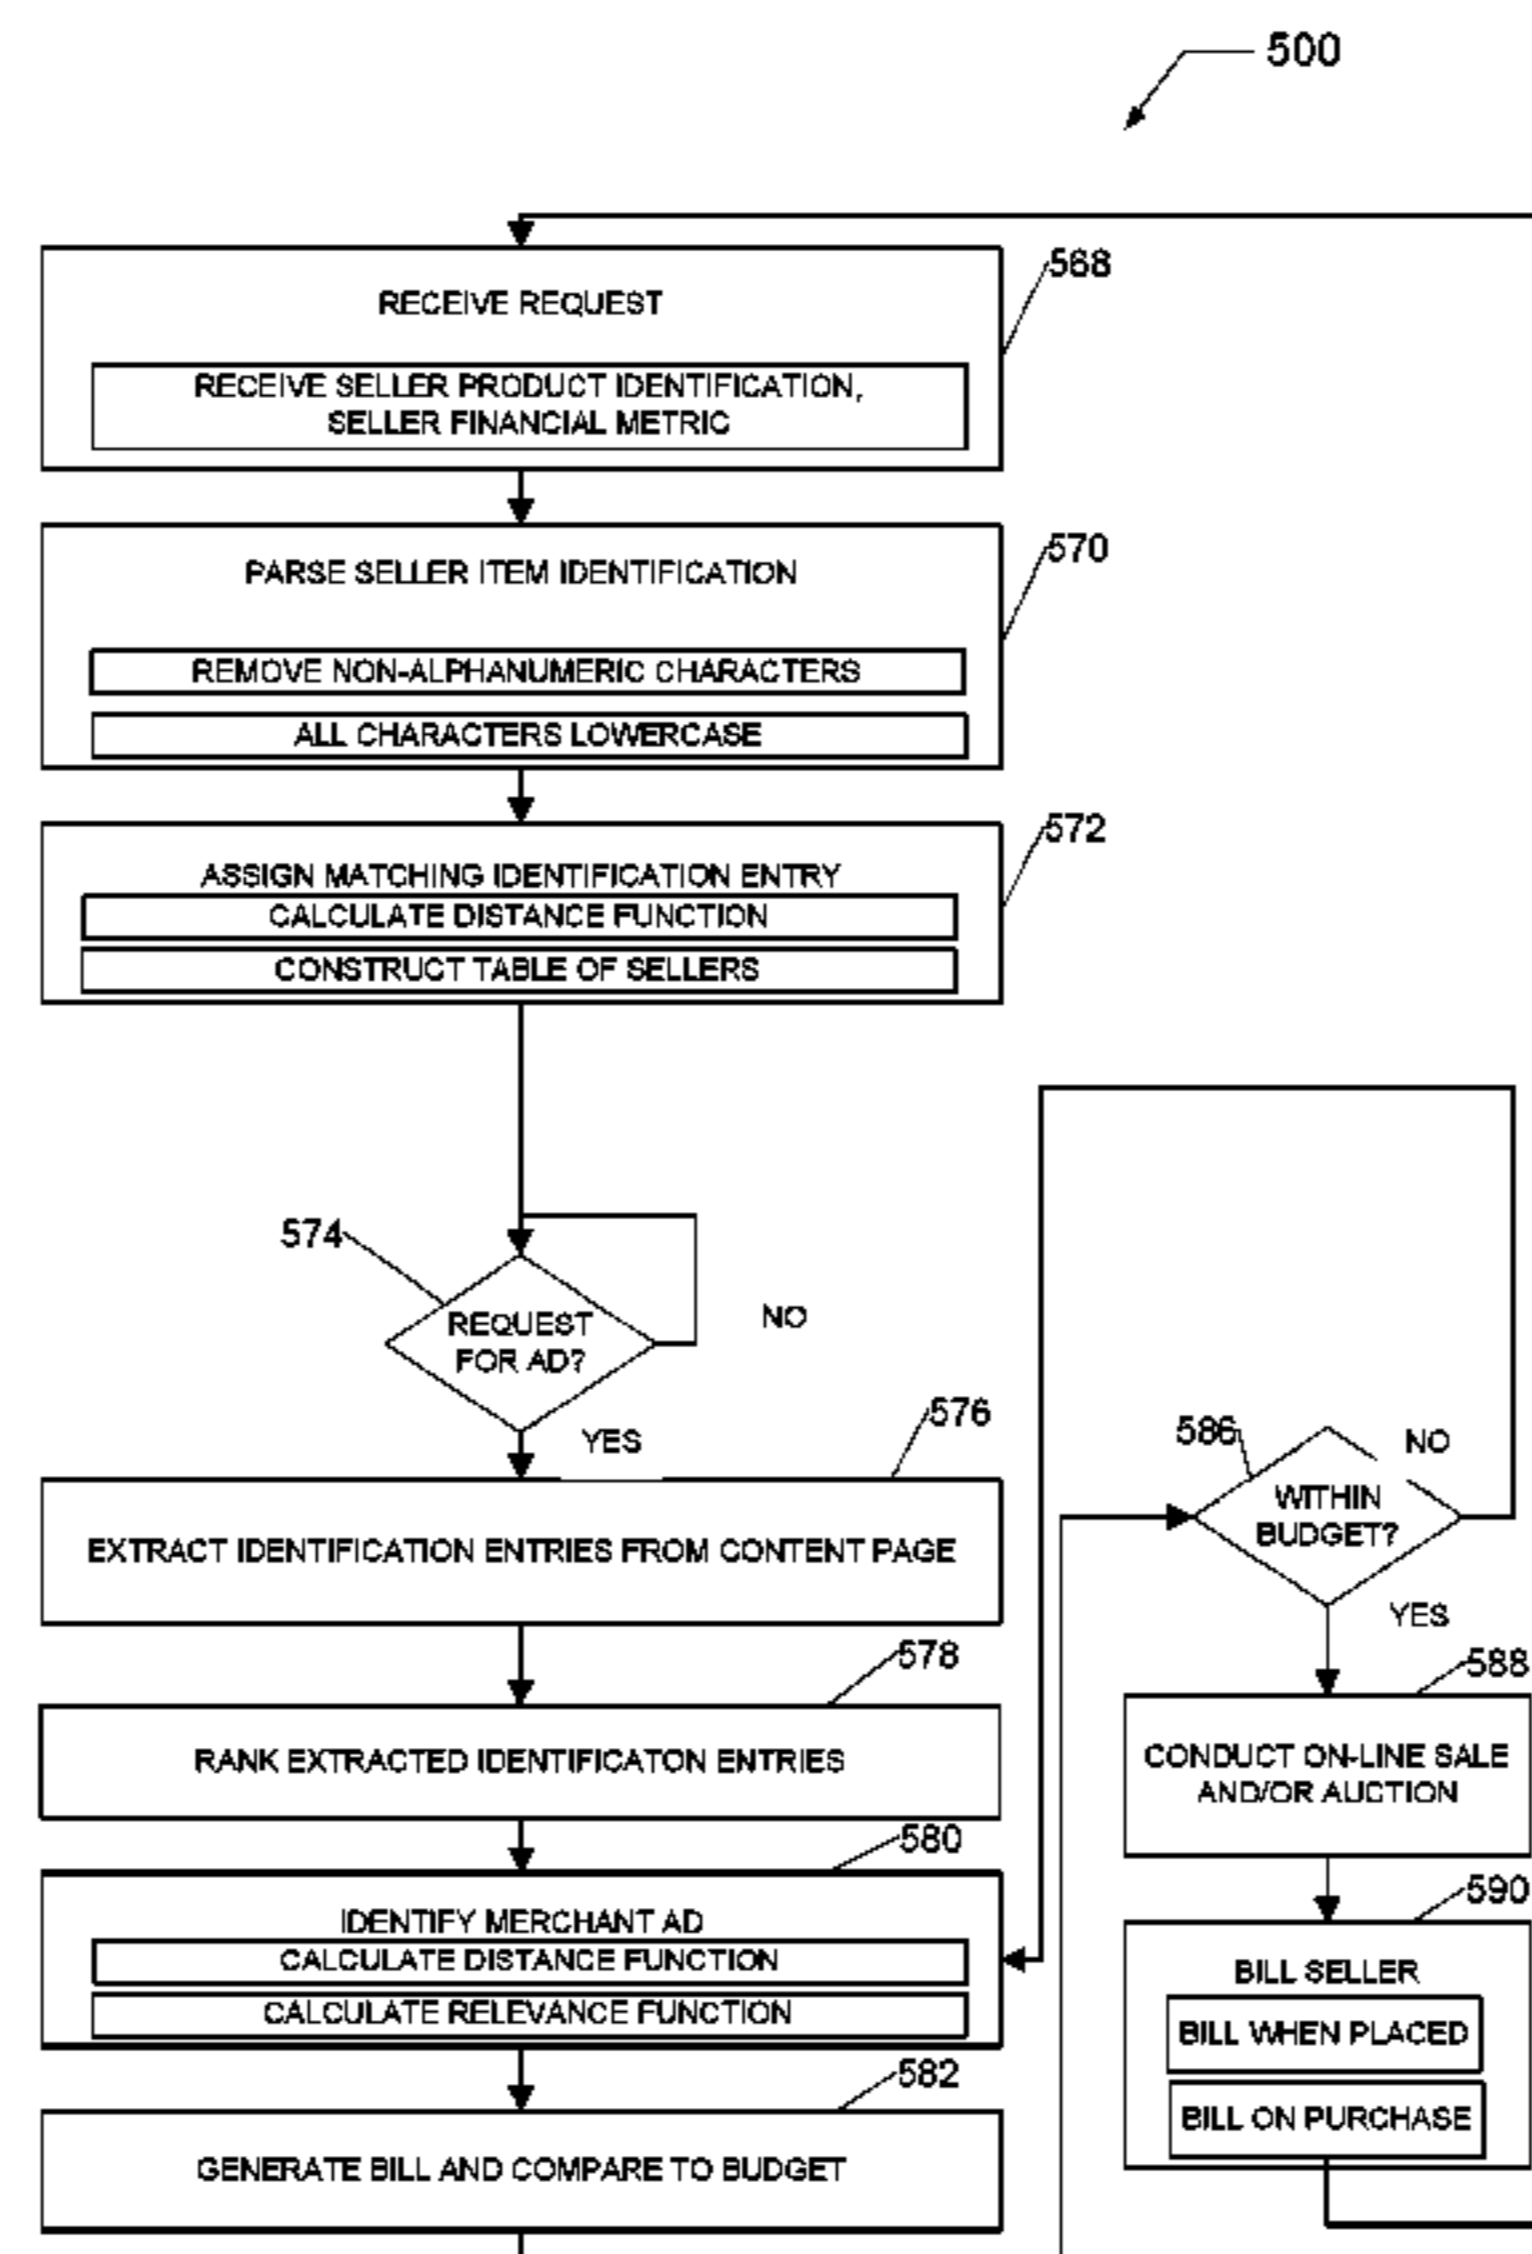 500
RECEIVE REQUEST
568
RECEIVE SELLER PRODUCT IDENTIFICATION,
SELLER FINANCIAL METRIC
570
PARSE SELLER ITEM IDENTIFICATION
REMOVE NON-ALPHANUMERIC CHARACTERS
ALL CHARACTERS LOWERCASE
572
ASSIGN MATCHING IDENTIFICATION ENTRY
CALCULATE DISTANCE FUNCTION
CONSTRUCT TABLE OF SELLERS
574
REQUEST
FOR AD?
NO
YES
576
EXTRACT IDENTIFICATION ENTRIES FROM CONTENT PAGE
578
RANK EXTRACTED IDENTIFICATON ENTRIES
580
IDENTIFY MERCHANT AD
CALCULATE DISTANCE FUNCTION
CALCULATE RELEVANCE FUNCTION
582
GENERATE BILL AND COMPARE TO BUDGET
586
NO
WITHIN
BUDGET?
YES
588
CONDUCT ON-LINE SALE
AND/OR AUCTION
590
BILL SELLER
BILL WHEN PLACED
BILL ON PURCHASE